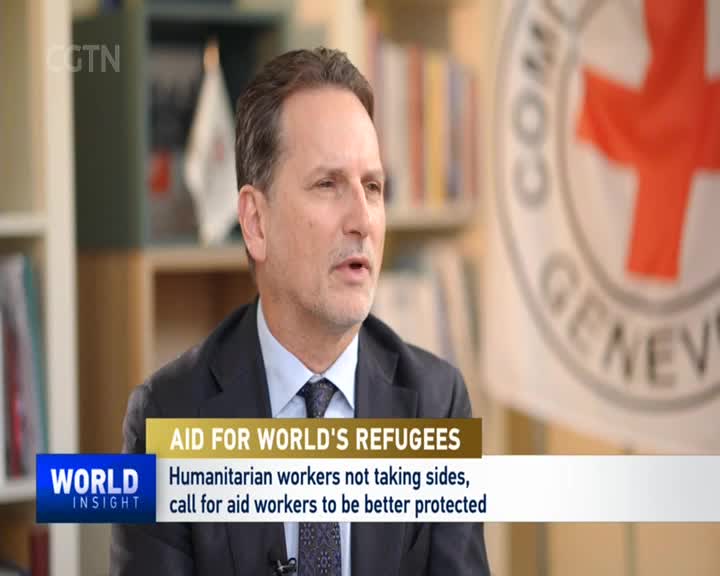 CGTN
COM
GENEV
AID FOR WORLD'S REFUGEES
WORLD
INSIGHT
Humanitarian workers not taking sides,
call for aid workers to be better protected